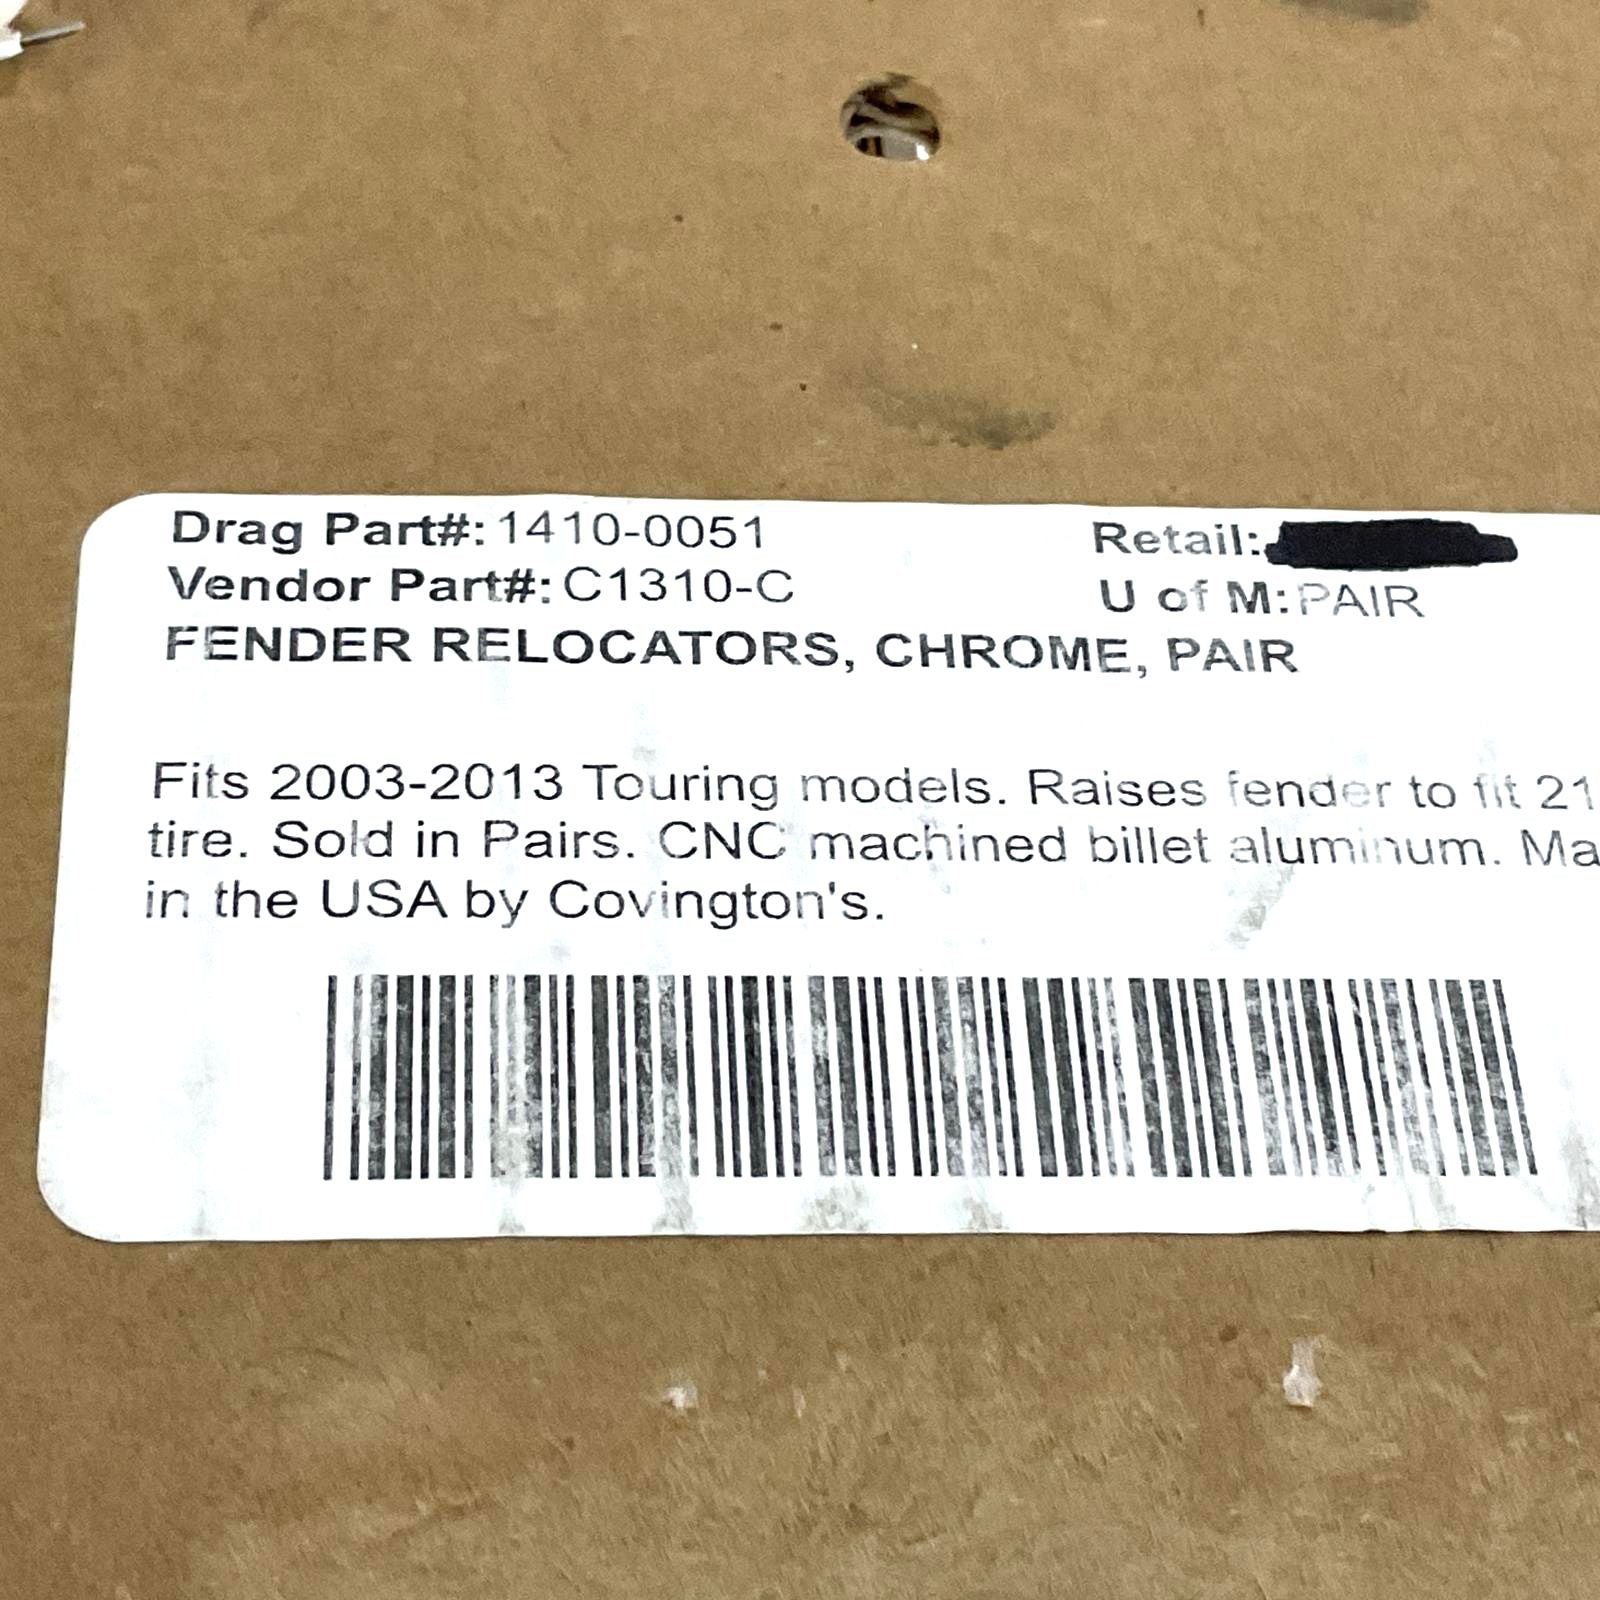 Drag Part#: 1410-0051 Retail:
Vendor Part#: C1310-C U of M: PAIR
FENDER RELOCATORS, CHROME, PAIR
Fits 2003-2013 Touring models. Raises fender to fit 21
tire. Sold in Pairs. CNC machined billet aluminum. Ma
in the USA by Covington's.